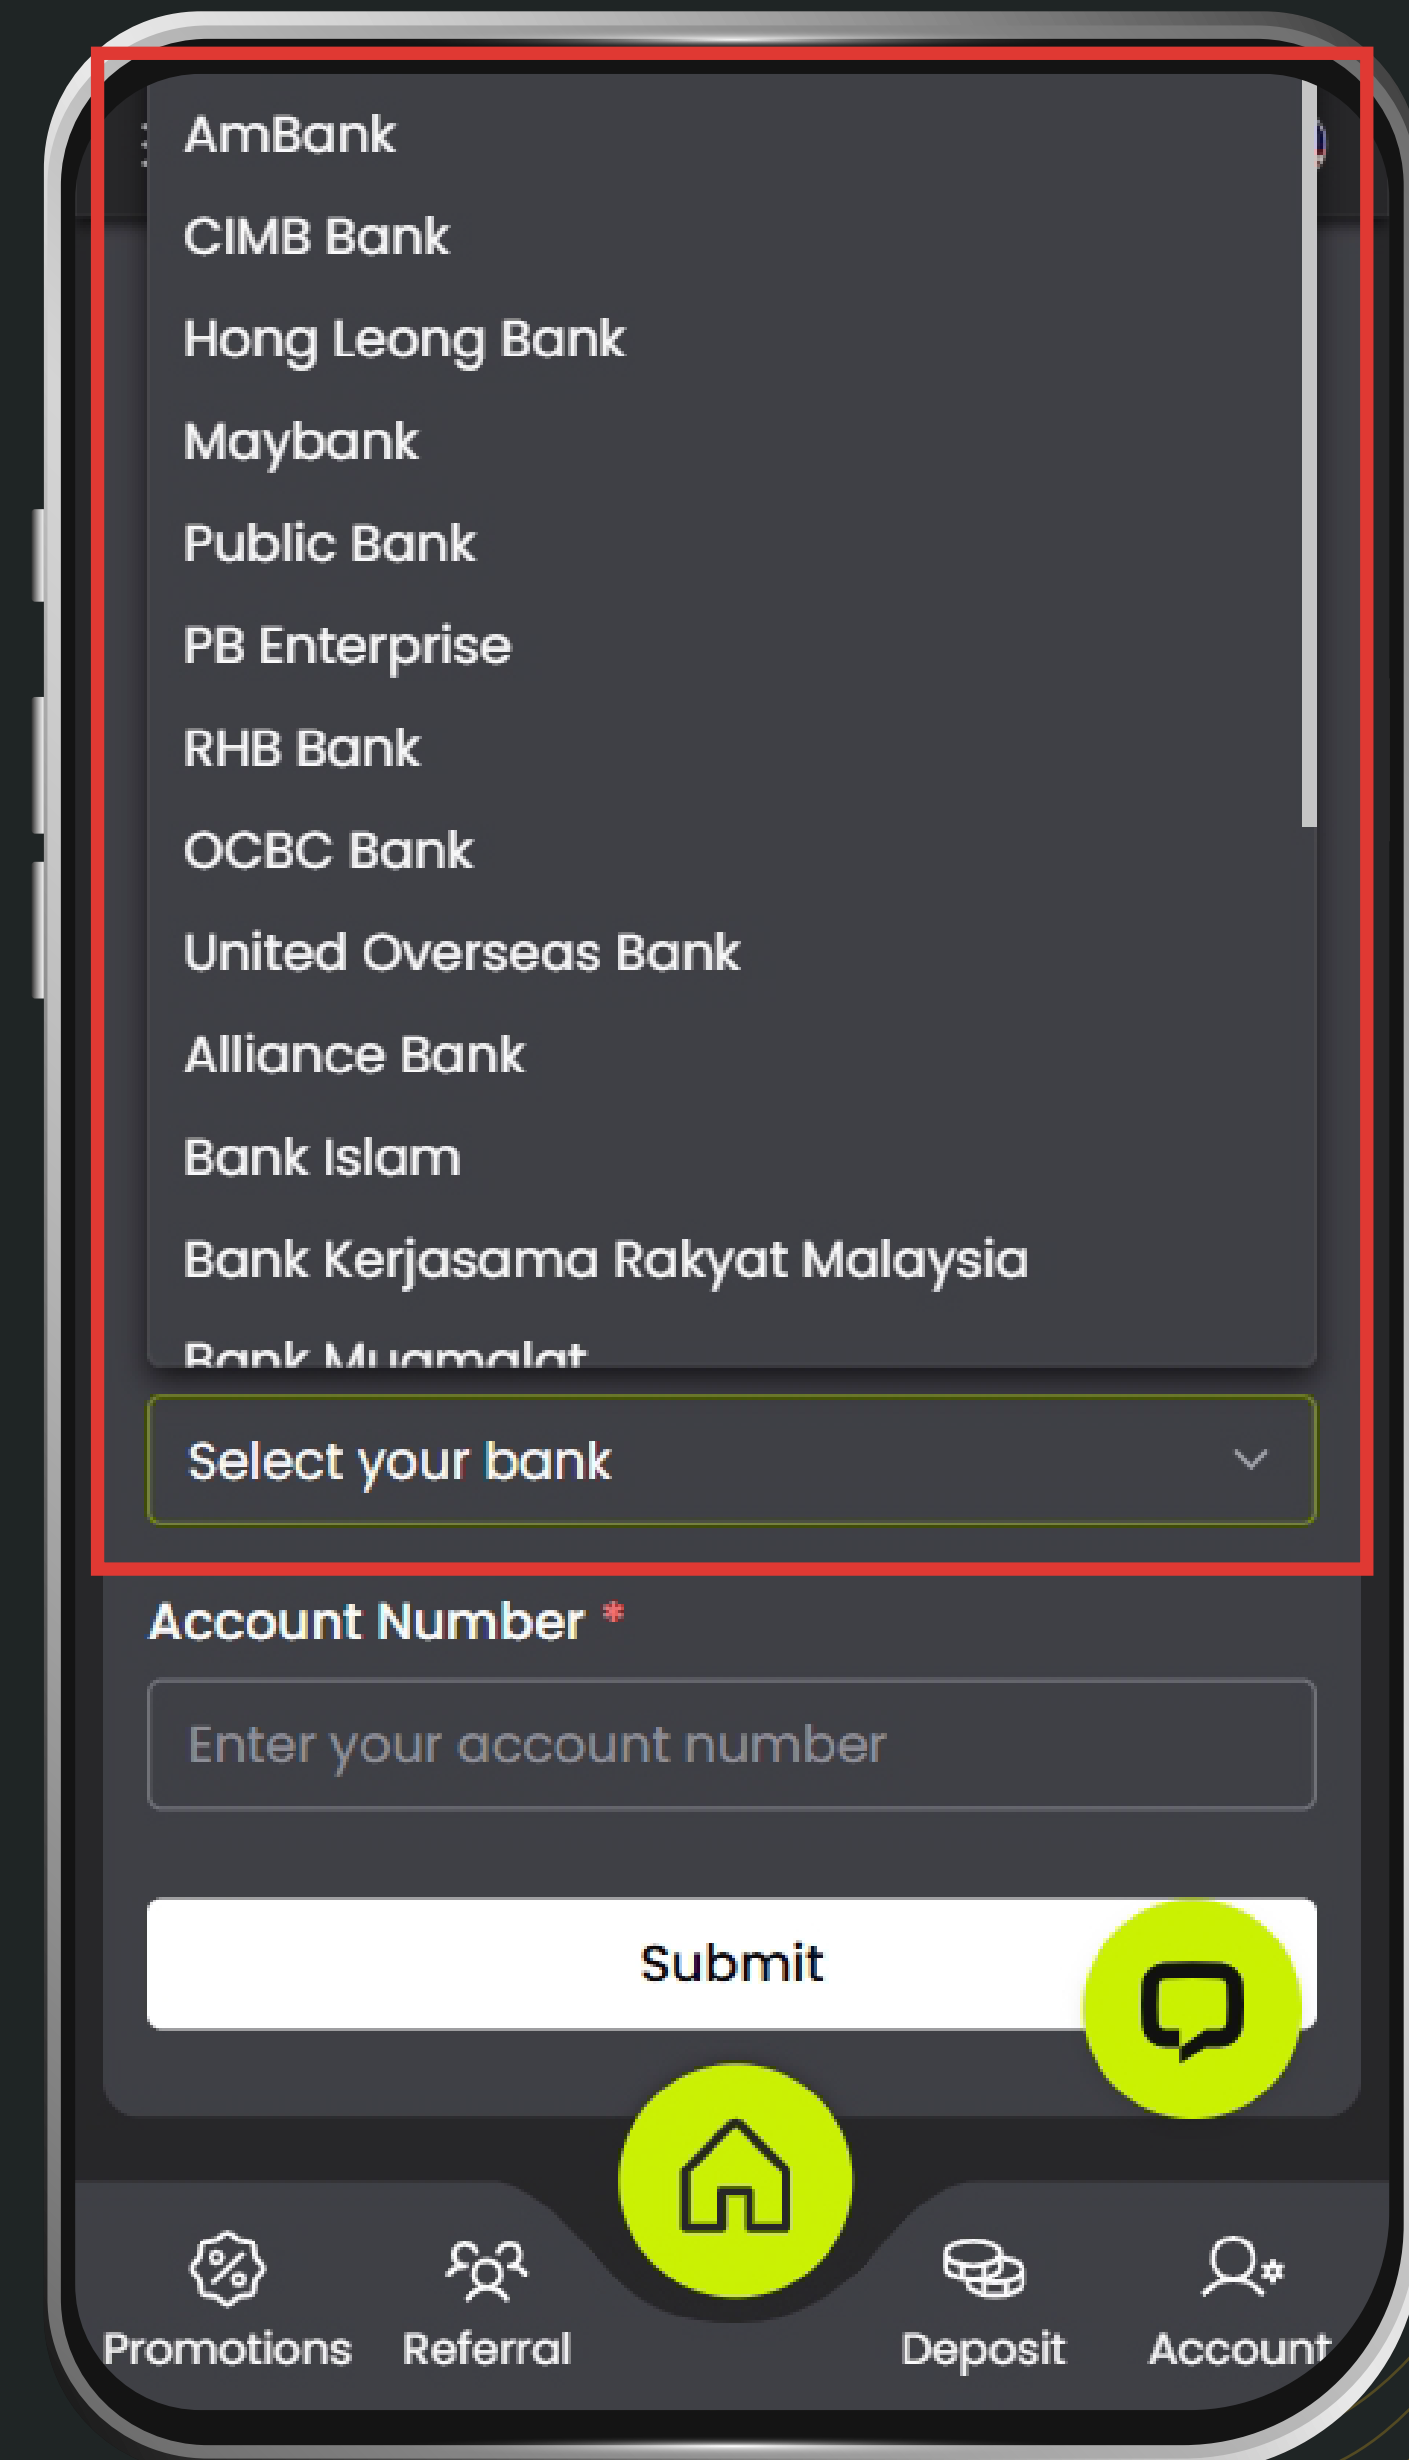 AmBank
CIMB Bank
Hong Leong Bank
Maybank
Public Bank
PB Enterprise
RHB Bank
OCBC Bank
United Overseas Bank
Alliance Bank
Bank Islam
Bank Kerjasama Rakyat Malaysia
Bank Muamalat
Select your bank
Account Number *
Enter your account number
Submit
Promotions Referral Deposit Account